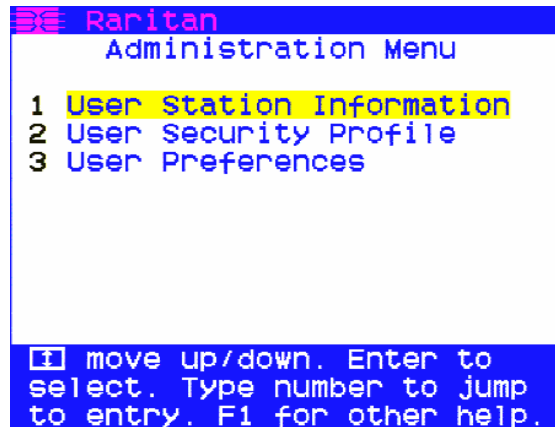 Raritan
Administration Menu
1 User Station Information
2 User Security Profile
3 User Preferences
move up/down. Enter to
select. Type number to jump
to entry. F1 for other help.